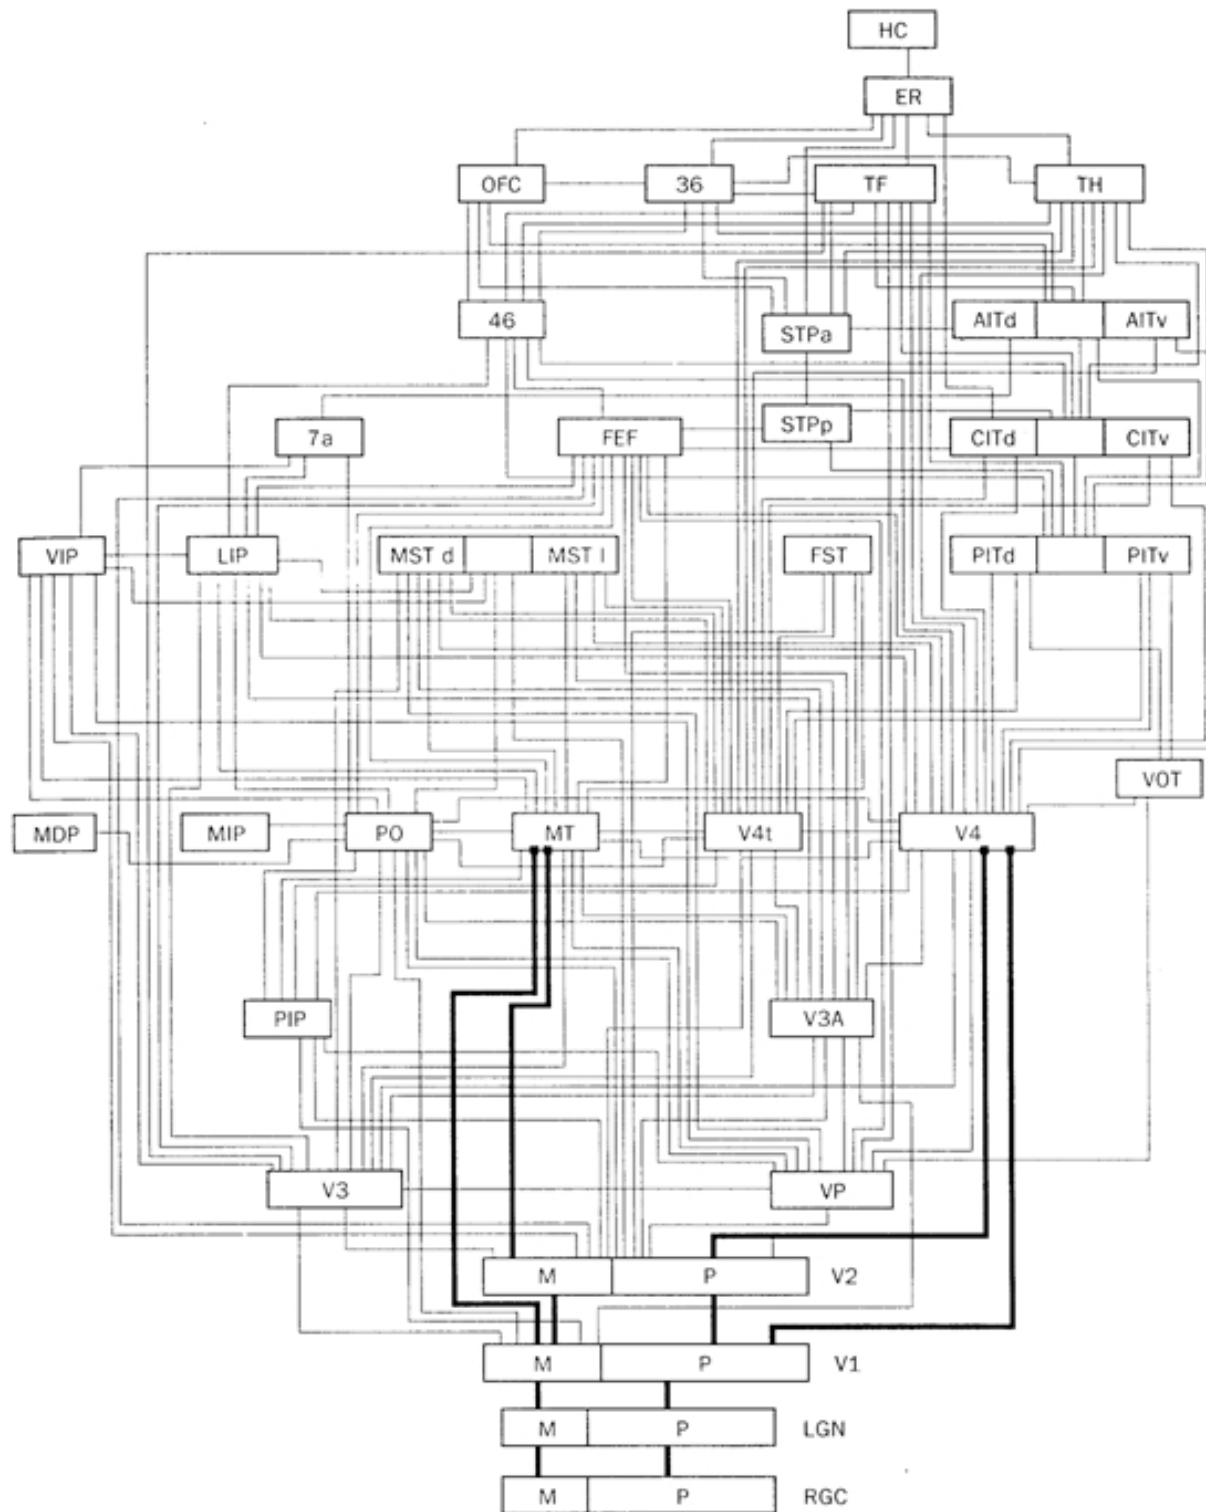 HC
ER
OFC 36 TF TH
46 STPa AITd AITv
7a FEF STPp CITd CITv
VIP LIP MST d MST l FST PITd PITv
VOT
MDP MIP PO MT V4t V4
PIP V3A
V3 VP
M P V2
M P V1
M P LGN
M P RGC